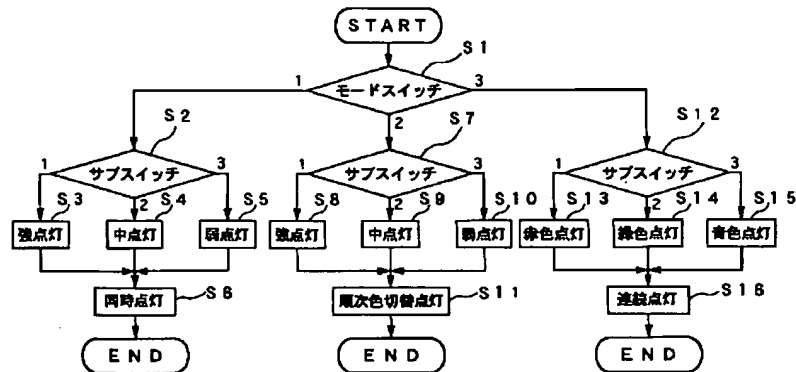 START
S1
1 モードスイッチ 3
2
S2 S7 S12
1 サブスイッチ 3 1 サブスイッチ 3 1 サブスイッチ 3
S3 2 S4 S5 S8 2 S9 S10 S13 2 S14 S15
強点灯 中点灯 弱点灯 強点灯 中点灯 弱点灯 赤色点灯 緑色点灯 青色点灯
S6 S11 S16
同時点灯 順次色切替点灯 連続点灯
END END END